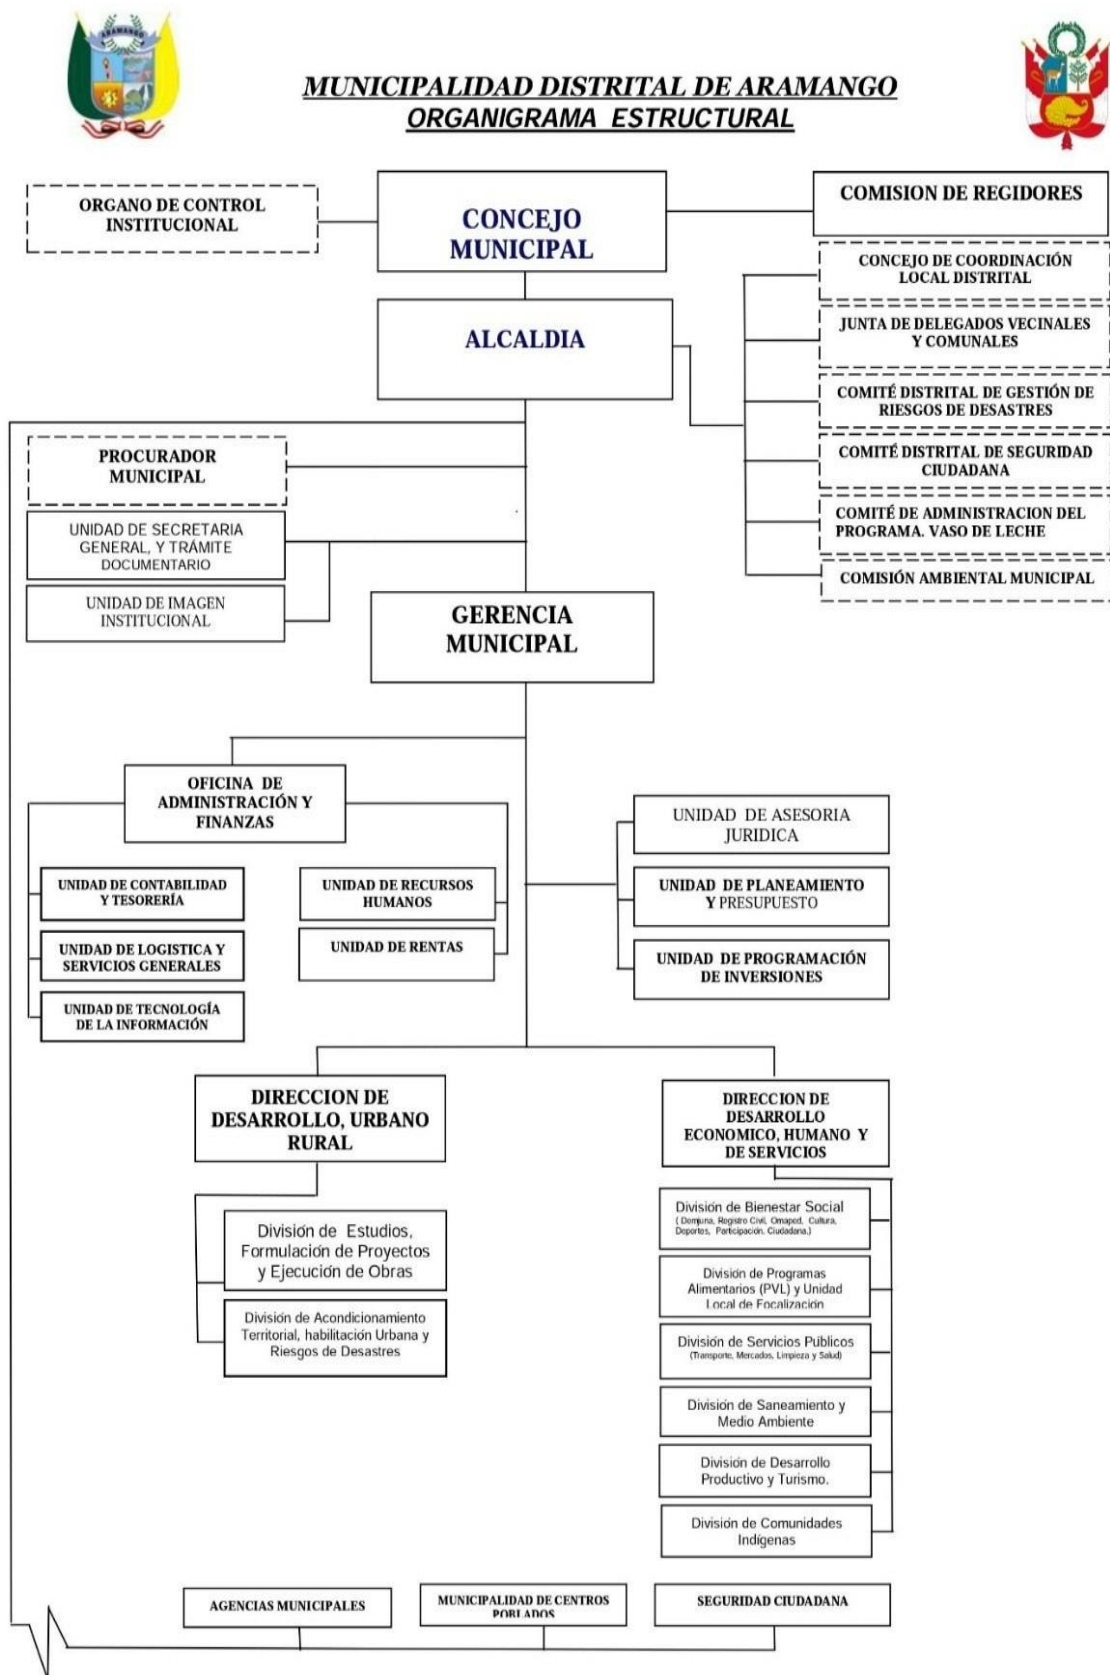 ARAMANGO
MUNICIPALIDAD DISTRITAL DE ARAMANGO
ORGANIGRAMA ESTRUCTURAL
ORGANO DE CONTROL
INSTITUCIONAL
CONCEJO
MUNICIPAL
COMISION DE REGIDORES
CONCEJO DE COORDINACIÓN
LOCAL DISTRITAL
ALCALDIA
JUNTA DE DELEGADOS VECINALES
Y COMUNALES
COMITÉ DISTRITAL DE GESTIÓN DE
RIESGOS DE DESASTRES
COMITÉ DISTRITAL DE SEGURIDAD
CIUDADANA
COMITÉ DE ADMINISTRACION DEL
PROGRAMA. VASO DE LECHE
COMISIÓN AMBIENTAL MUNICIPAL
PROCURADOR
MUNICIPAL
UNIDAD DE SECRETARIA
GENERAL, Y TRÁMITE
DOCUMENTARIO
UNIDAD DE IMAGEN
INSTITUCIONAL
GERENCIA
MUNICIPAL
OFICINA DE
ADMINISTRACIÓN Y
FINANZAS
UNIDAD DE CONTABILIDAD
Y TESORERÍA
UNIDAD DE LOGISTICA Y
SERVICIOS GENERALES
UNIDAD DE TECNOLOGÍA
DE LA INFORMACIÓN
UNIDAD DE RECURSOS
HUMANOS
UNIDAD DE RENTAS
UNIDAD DE ASESORIA
JURIDICA
UNIDAD DE PLANEAMIENTO
Y PRESUPUESTO
UNIDAD DE PROGRAMACIÓN
DE INVERSIONES
DIRECCION DE
DESARROLLO, URBANO
RURAL
División de Estudios,
Formulación de Proyectos
y Ejecución de Obras
División de Acondicionamiento
Territorial, habilitación Urbana y
Riesgos de Desastres
DIRECCION DE
DESARROLLO
ECONOMICO, HUMANO Y
DE SERVICIOS
División de Bienestar Social
( Demjuna, Registro Civil, Omaped, Cultura,
Deportes, Participación, Ciudadana.)
División de Programas
Alimentarios (PVL) y Unidad
Local de Focalización
División de Servicios Públicos
(Transporte, Mercados, Limpieza y Salud)
División de Saneamiento y
Medio Ambiente
División de Desarrollo
Productivo y Turismo.
División de Comunidades
Indígenas
AGENCIAS MUNICIPALES
MUNICIPALIDAD DE CENTROS
POBLADOS
SEGURIDAD CIUDADANA